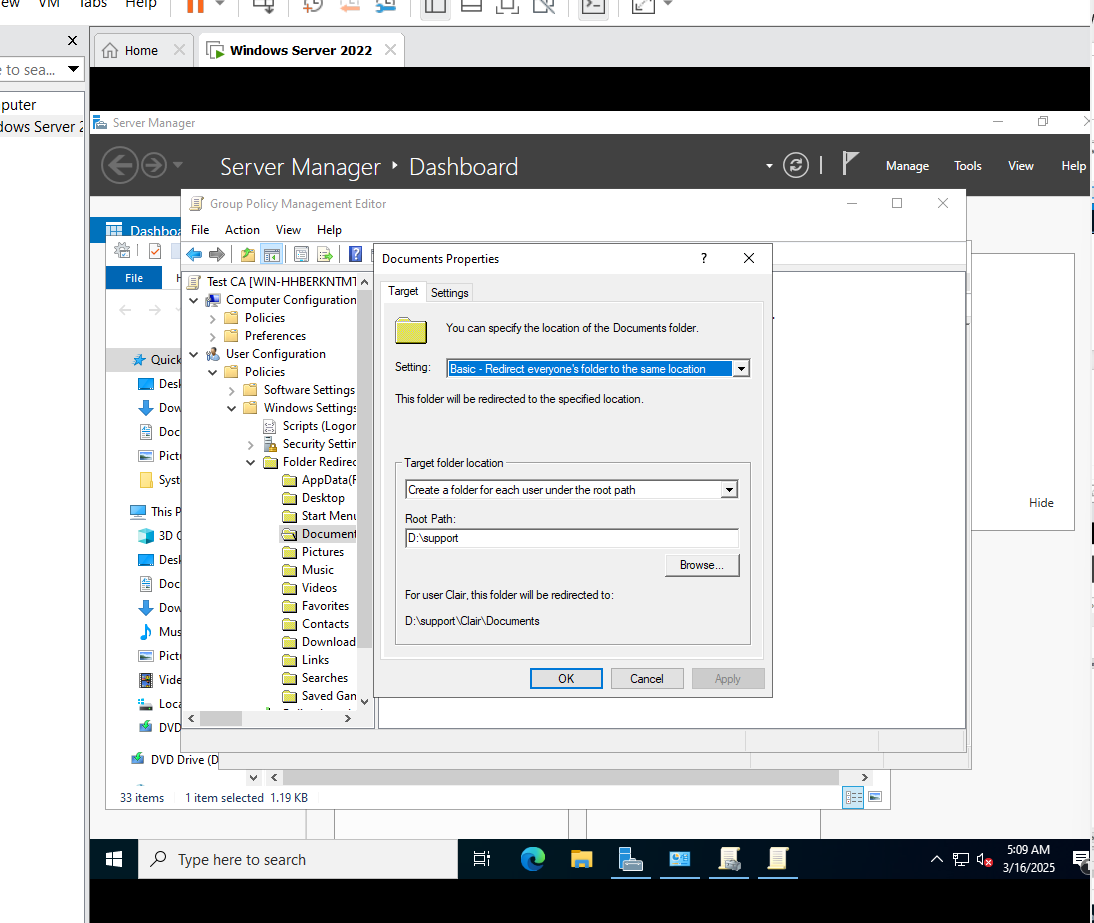 ew VM Tabs Help
Home
Windows Server 2022
e to sea...
puter
dows Server 2
Server Manager
Server Manager Dashboard
Manage Tools View Help
Dashboa
Group Policy Management Editor
File Action View Help
File H
Test CA [WIN-HHBERKNTMT
Computer Configuration
Policies
Preferences
User Configuration
Policies
Software Settings
Windows Settings
Scripts (Logon
Security Settin
Folder Redirec
AppData(R
Desktop
Start Menu
Document
Pictures
Music
Videos
Favorites
Contacts
Download
Links
Searches
Saved Gam
Quick
Desk
Dow
Doc
Pictu
Syst
This P
3D O
Desk
Doc
Dow
Mus
Pictu
Vide
Loca
DVD
DVD Drive (D
Documents Properties
Target Settings
You can specify the location of the Documents folder.
Setting: Basic - Redirect everyone's folder to the same location
This folder will be redirected to the specified location.
Target folder location
Create a folder for each user under the root path
Root Path:
D:\support
Browse...
For user Clair, this folder will be redirected to:
D:\support\Clair\Documents
OK Cancel Apply
Hide
33 items 1 item selected 1.19 KB
Type here to search
5:09 AM
3/16/2025